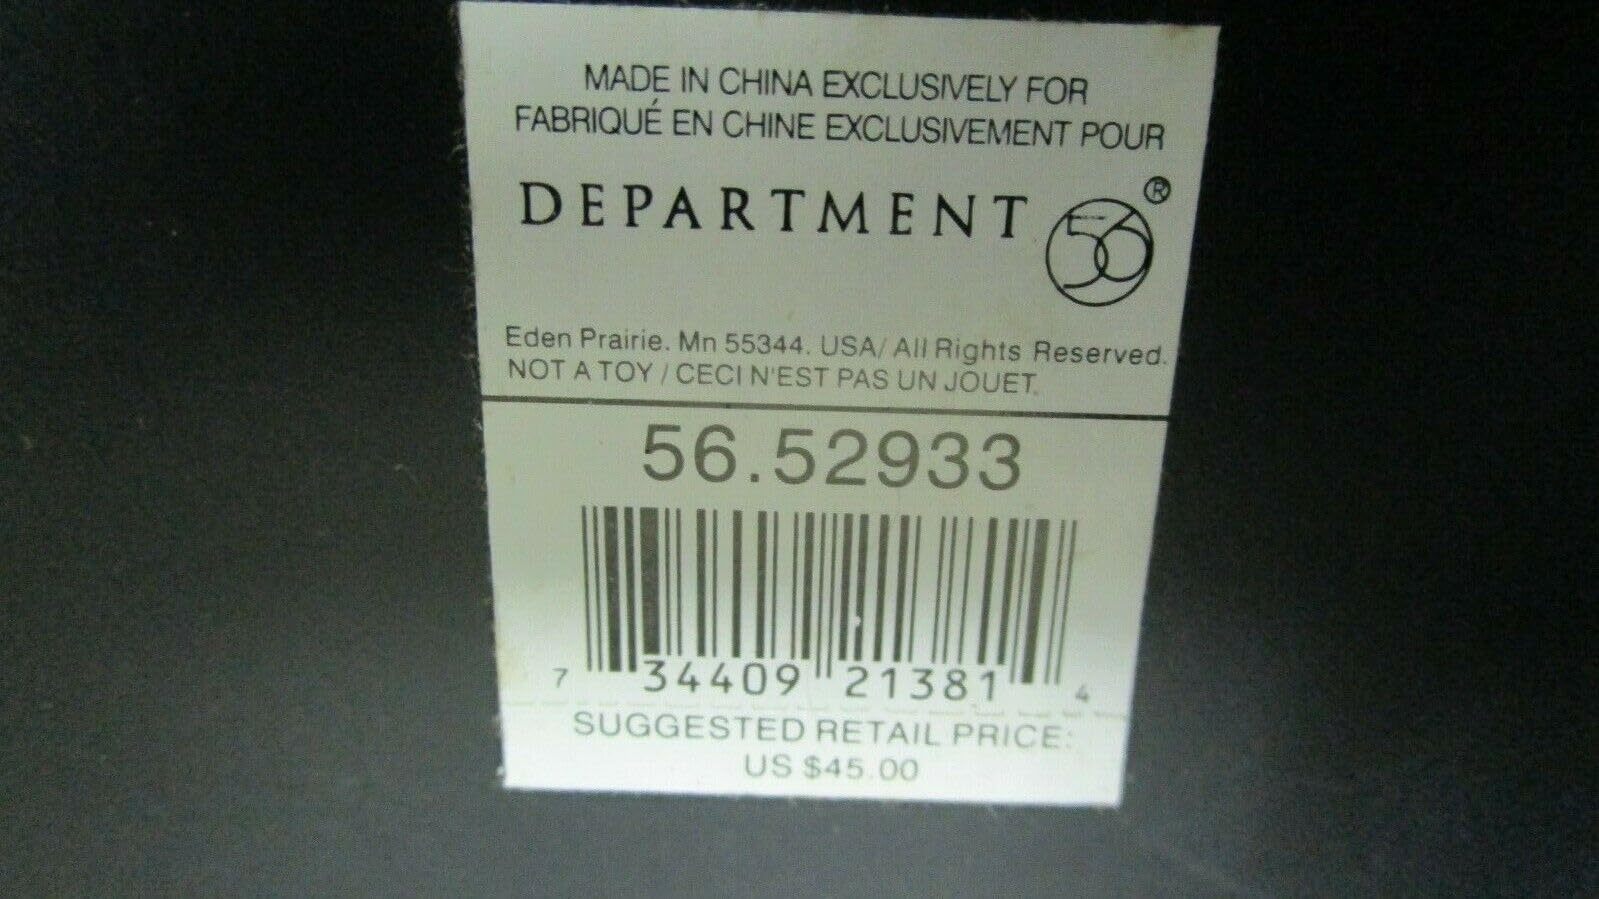 MADE IN CHINA EXCLUSIVELY FOR
FABRIQUÉ EN CHINE EXCLUSIVEMENT POUR
DEPARTMENT 56®
Eden Prairie. Mn 55344. USA/ All Rights Reserved.
NOT A TOY / CECI N'EST PAS UN JOUET.
56.52933
7 34409 21381 4
SUGGESTED RETAIL PRICE:
US $45.00